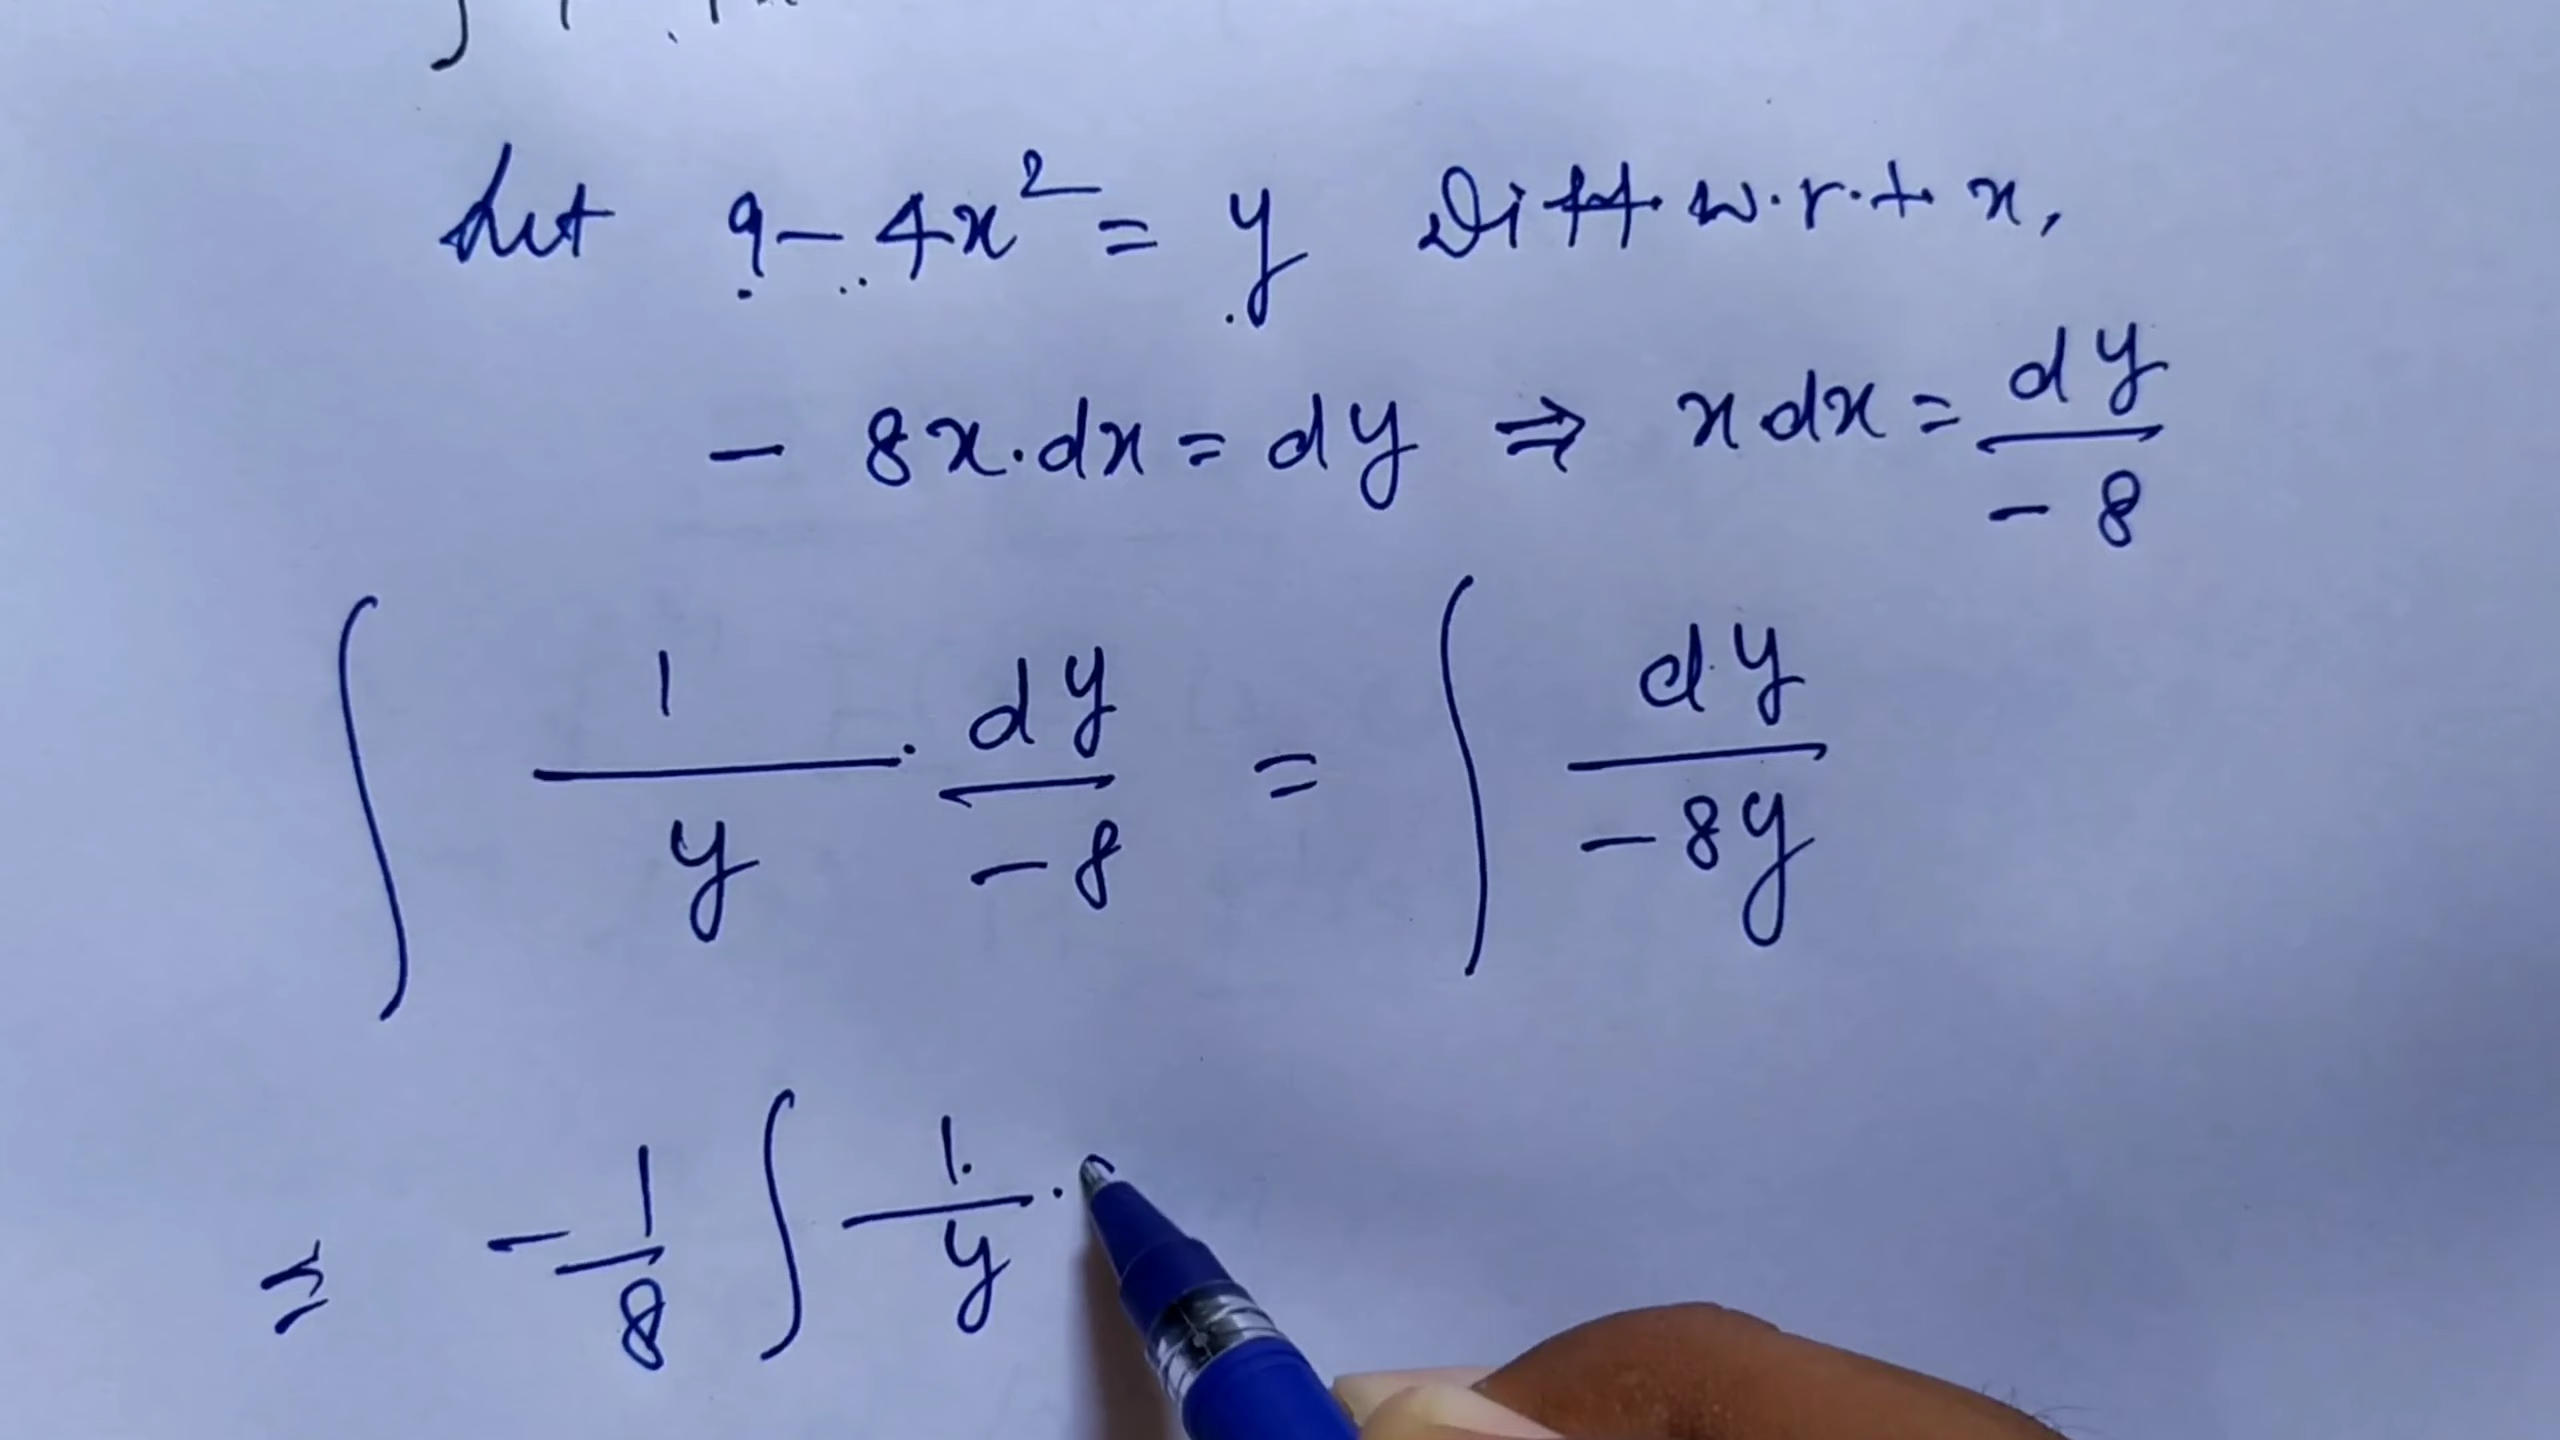 Let 9 - 4x² = y Diff. w.r.t x,
- 8x.dx = dy ⇒ x dx = dy/-8
∫ 1/y . dy/-8 = ∫ dy/-8y
= -1/8 ∫ 1/y .